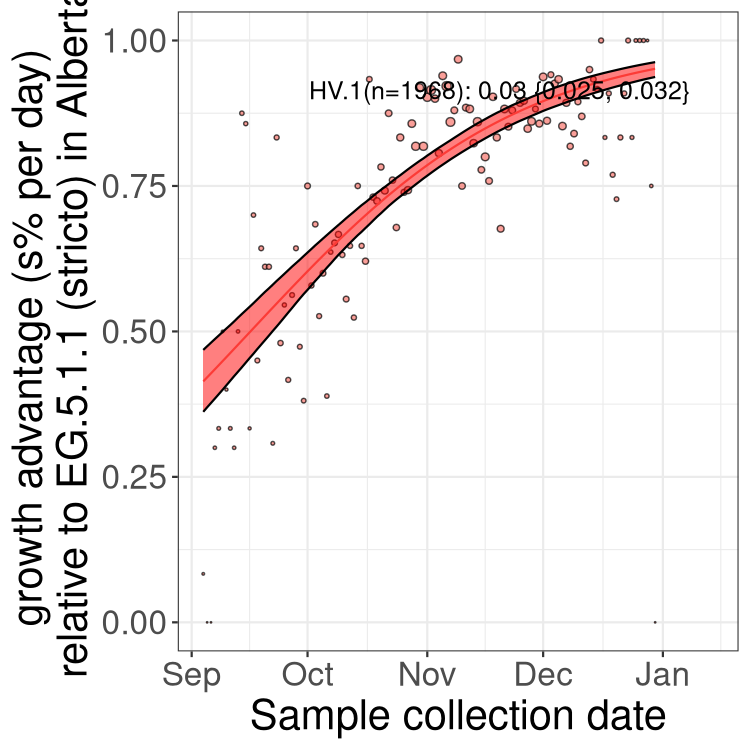 growth advantage (s% per day)
relative to EG.5.1.1 (stricto) in Alberta
1.00
0.75
0.50
0.25
0.00
HV.1(n=1968): 0.03 {0.025, 0.032}
Sep Oct Nov Dec Jan
Sample collection date